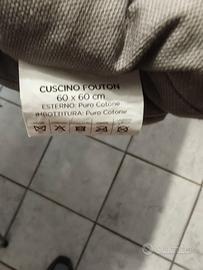 CUSCINO FOUTON
60 x 60 cm
ESTERNO: Puro Cotone
IMBOTTITURA: Puro Cotone